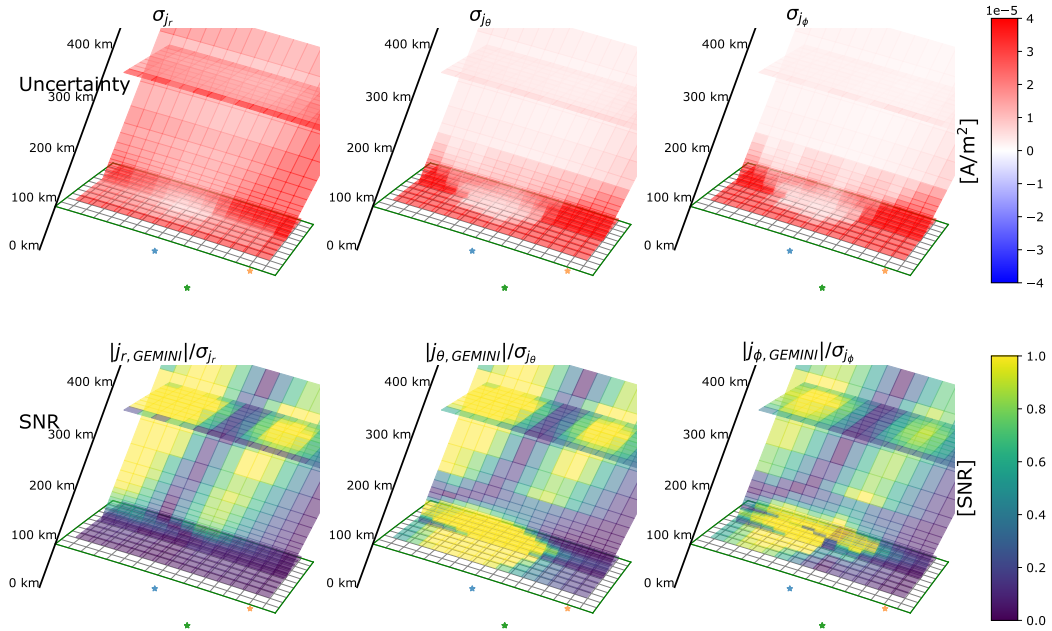 σ_{j_r} σ_{j_θ} σ_{j_ϕ} 1e−5
Uncertainty
400 km 400 km 400 km
300 km 300 km 300 km
200 km 200 km 200 km
100 km 100 km 100 km
0 km 0 km 0 km
4
3
2
1
0
−1
−2
−3
−4
[A/m²]
|j_{r, GEMINI}|/σ_{j_r} |j_{θ, GEMINI}|/σ_{j_θ} |j_{ϕ, GEMINI}|/σ_{j_ϕ}
SNR
400 km 400 km 400 km
300 km 300 km 300 km
200 km 200 km 200 km
100 km 100 km 100 km
0 km 0 km 0 km
1.0
0.8
0.6
0.4
0.2
0.0
[SNR]